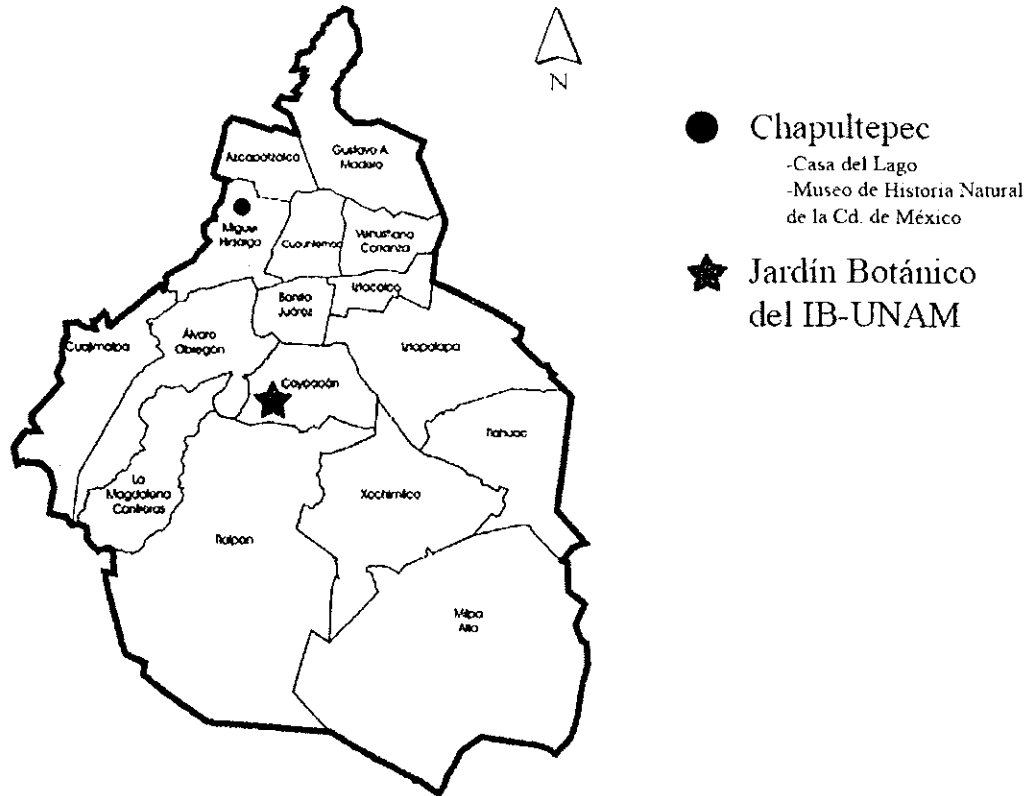 N
Chapultepec
-Casa del Lago
-Museo de Historia Natural
de la Cd. de México
Jardín Botánico
del IB-UNAM
Gustavo A.
Madero
Azcapotzalco
Miguel
Hidalgo
Cuauhtemoc
Venustiano
Carranza
Iztacalco
Benito
Juárez
Cuajimalpa
Álvaro
Obregón
Iztapalapa
Coyoacán
Tlahuac
La
Magdalena
Contreras
Xochimilco
Tlalpan
Milpa
Alta